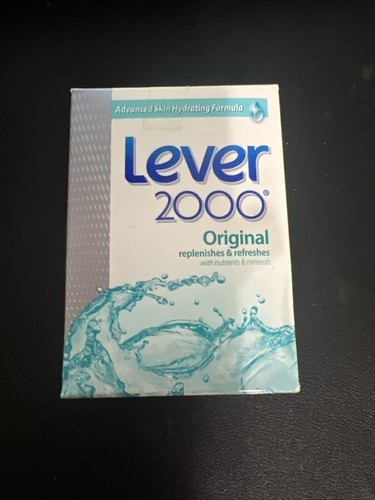 Advanced Skin Hydrating Formula
Lever
2000®
Original
replenishes & refreshes
with nutrients & minerals